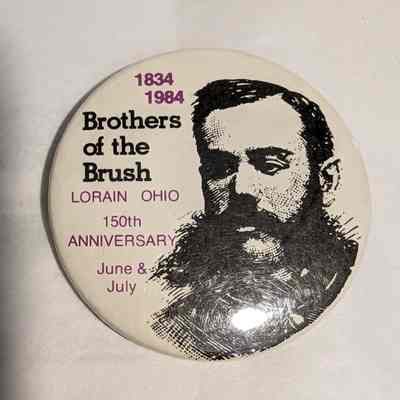 1834
1984
Brothers
of the
Brush
LORAIN OHIO
150th
ANNIVERSARY
June &
July